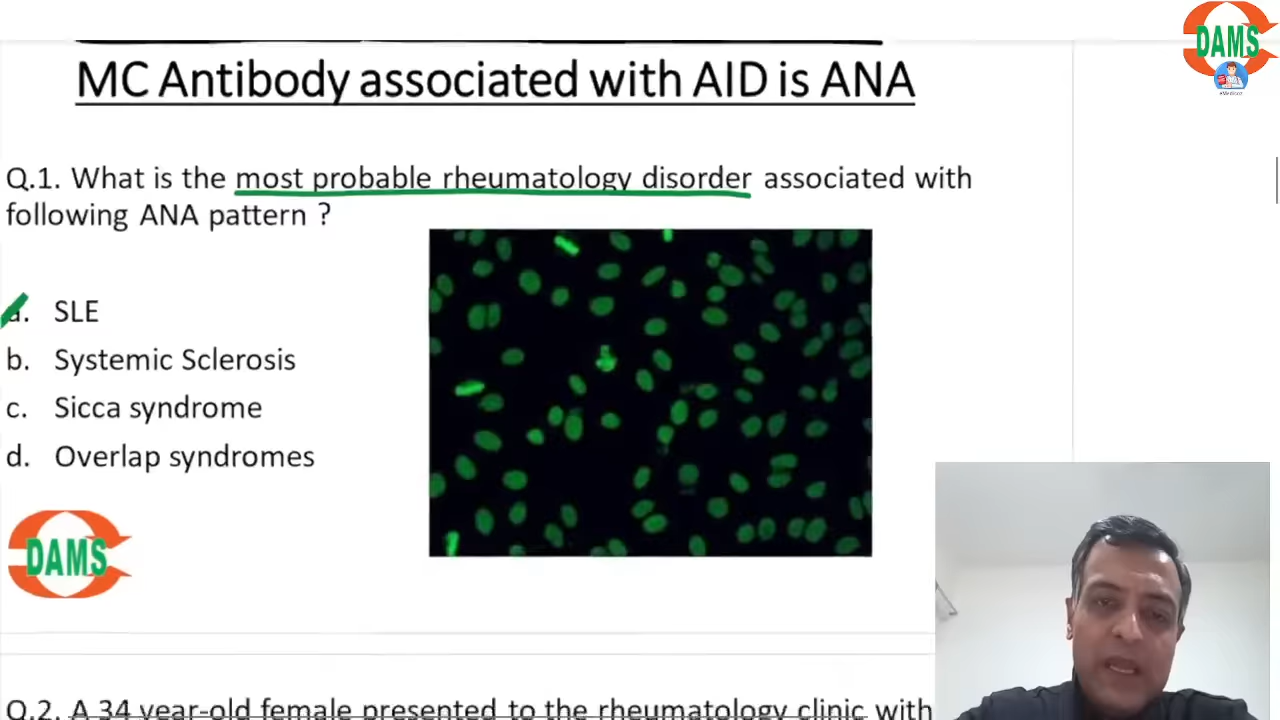 DAMS
MC Antibody associated with AID is ANA
Q.1. What is the most probable rheumatology disorder associated with
following ANA pattern ?
a. SLE
b. Systemic Sclerosis
c. Sicca syndrome
d. Overlap syndromes
DAMS
Q.2. A 34 year-old female presented to the rheumatology clinic with